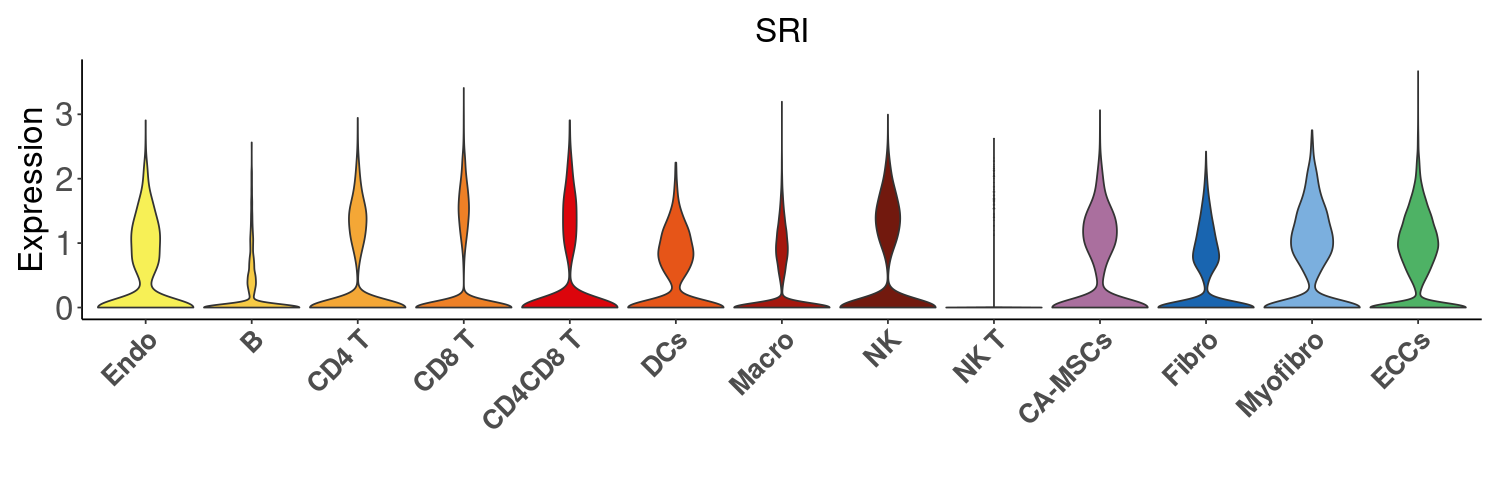 SRI
Expression
3
2
1
0
Endo
B
CD4 T
CD8 T
CD4CD8 T
DCs
Macro
NK
NK T
CA-MSCs
Fibro
Myofibro
ECCs